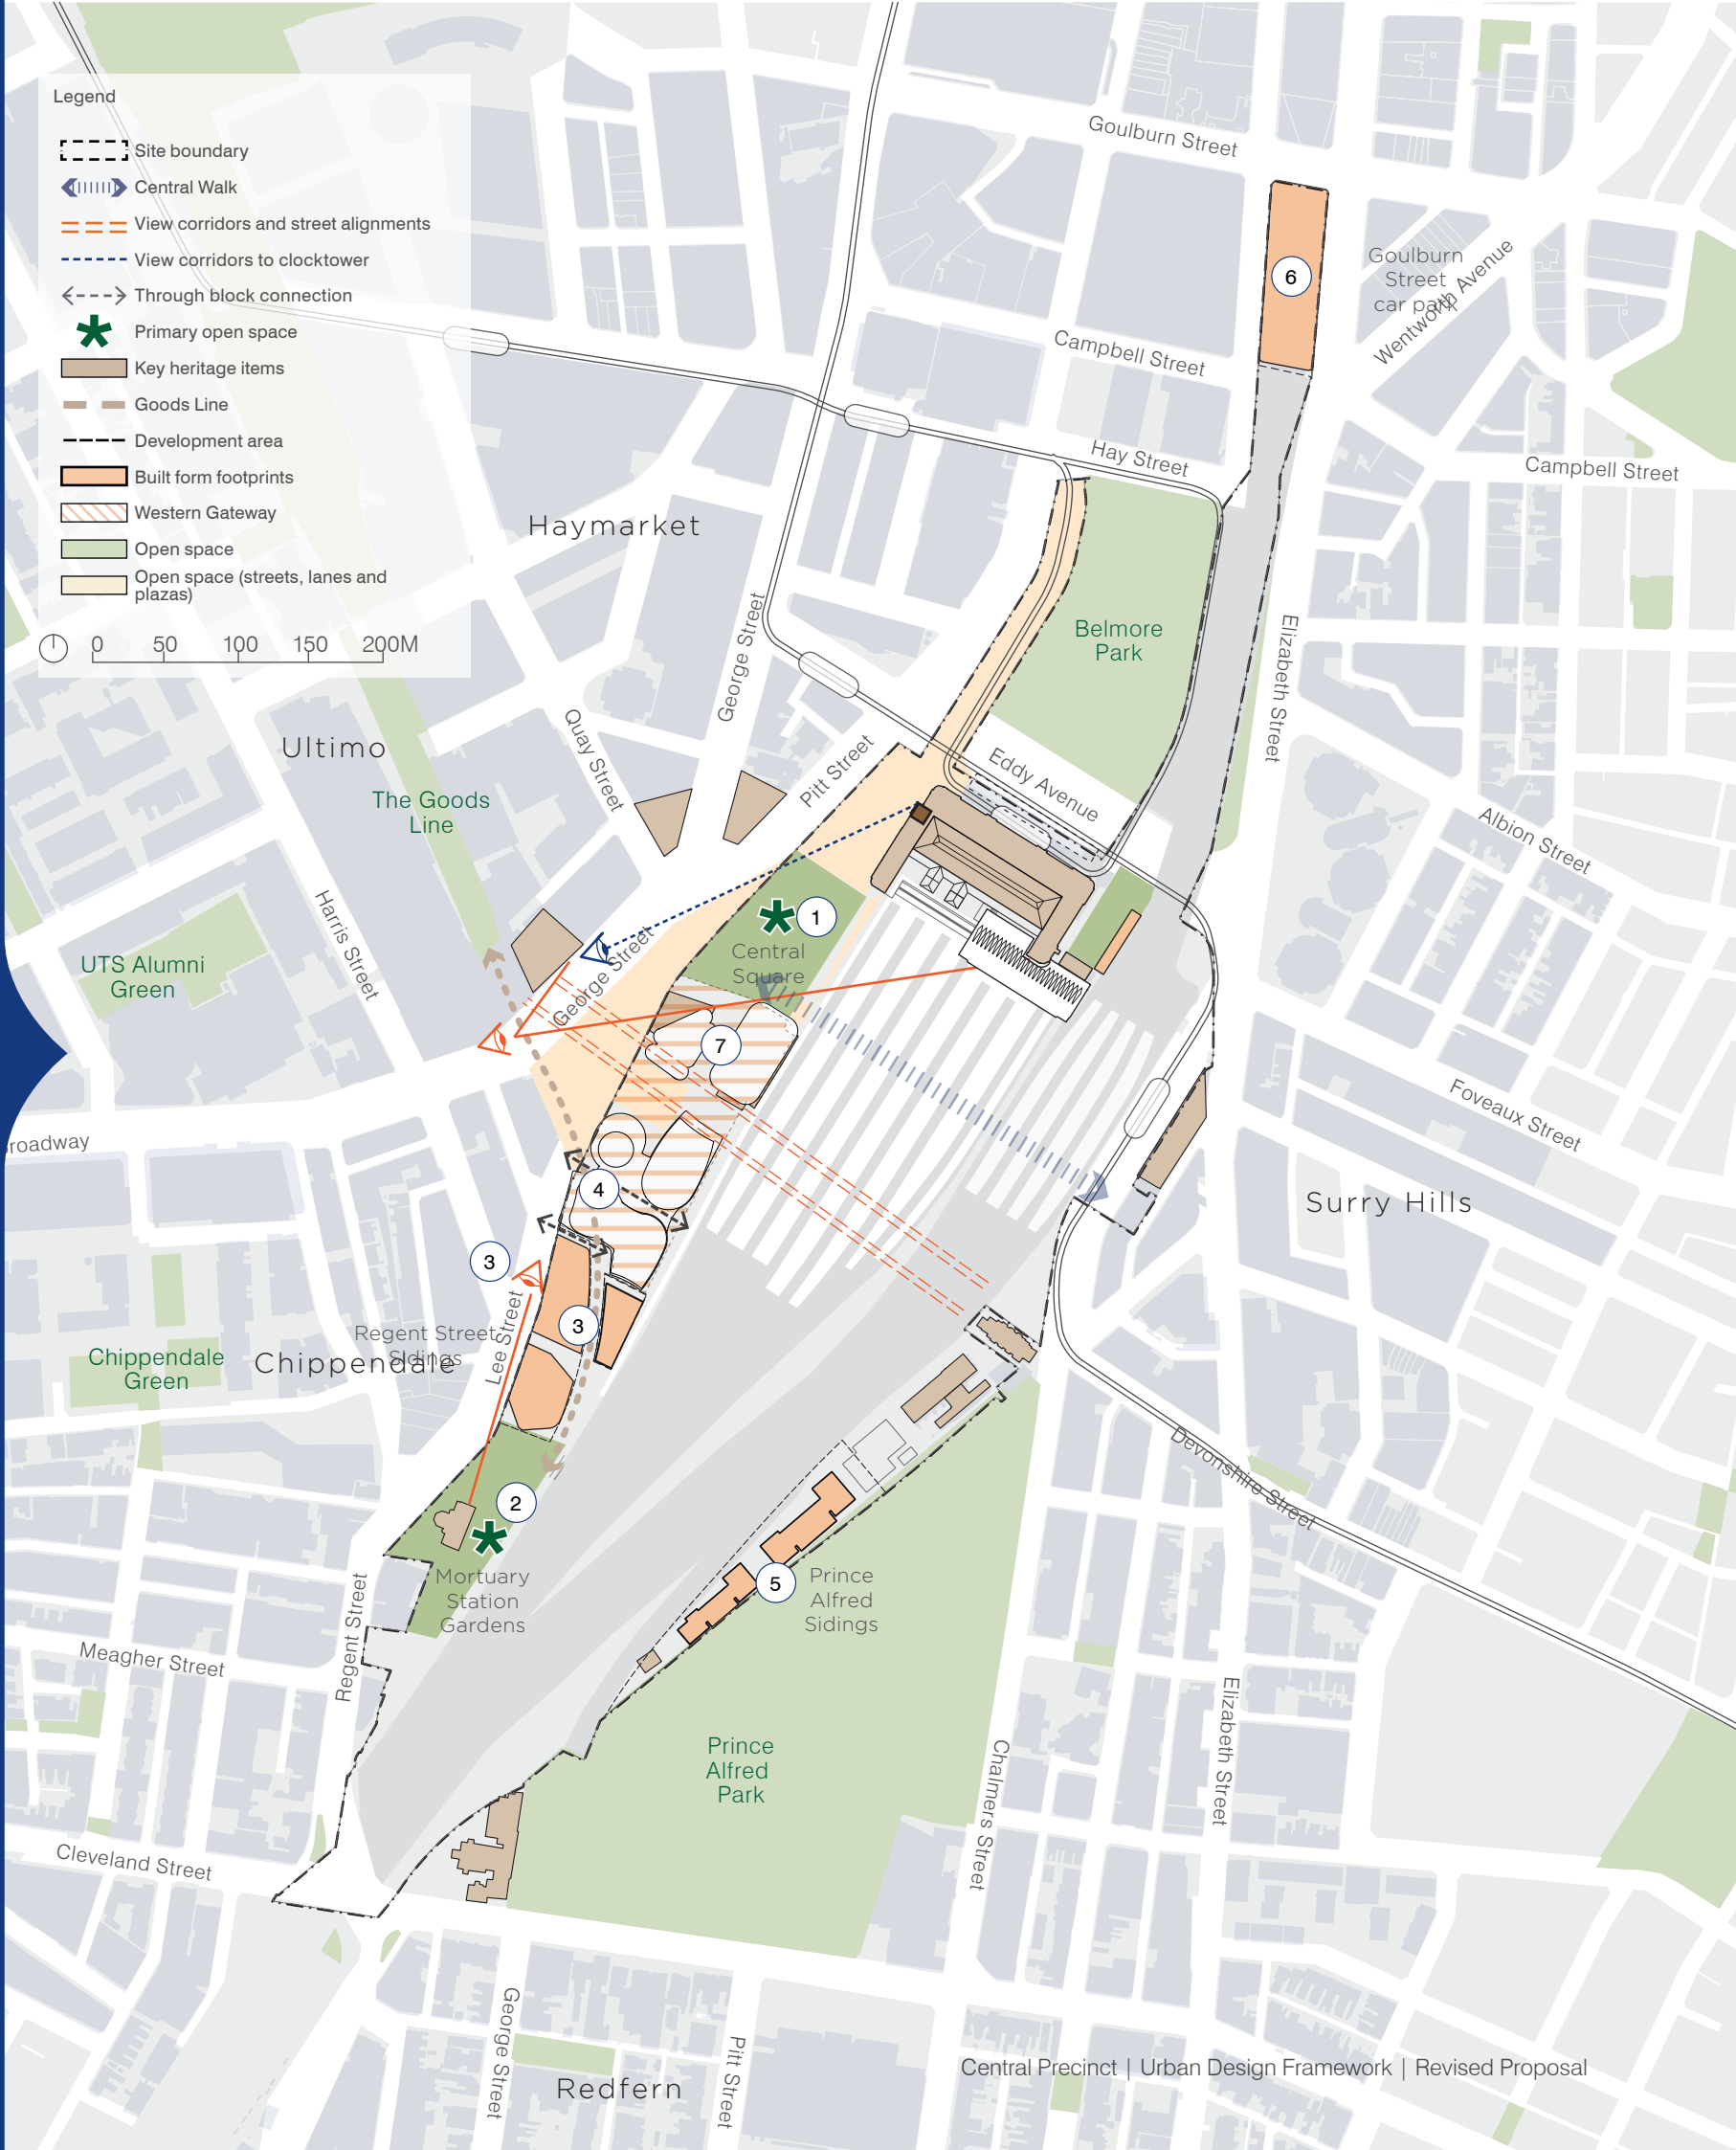 Legend
Site boundary
Central Walk
View corridors and street alignments
View corridors to clocktower
Through block connection
Primary open space
Key heritage items
Goods Line
Development area
Built form footprints
Western Gateway
Open space
Open space (streets, lanes and
plazas)
0 50 100 150 200M
Goulburn Street
6
Goulburn
Street
car park
Wentworth Avenue
Campbell Street
Hay Street
Campbell Street
Haymarket
Belmore
Park
George Street
Elizabeth Street
Ultimo
Quay Street
Pitt Street
Eddy Avenue
The Goods
Line
Albion Street
Harris Street
1
Central
Square
George Street
UTS Alumni
Green
7
Foveaux Street
Broadway
4
Surry Hills
3
3
Lee Street
Regent Street
Sidings
Chippendale
Chippendale
Green
Devonshire Street
2
Mortuary
Station
Gardens
5
Prince
Alfred
Sidings
Regent Street
Meagher Street
Elizabeth Street
Prince
Alfred
Park
Chalmers Street
Cleveland Street
George Street
Pitt Street
Redfern
Central Precinct | Urban Design Framework | Revised Proposal